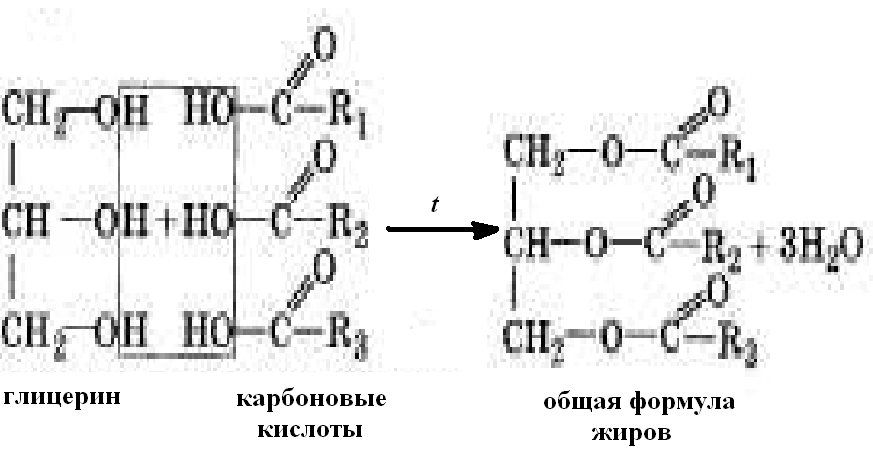 O
CH₂—OH HO—C—R₁
O
CH—OH + HO—C—R₂
O
CH₂—OH HO—C—R₃
t
O
CH₂—O—C—R₁
O
CH—O—C—R₂ + 3H₂O
O
CH₂—O—C—R₃
глицерин
карбоновые
кислоты
общая формула
жиров